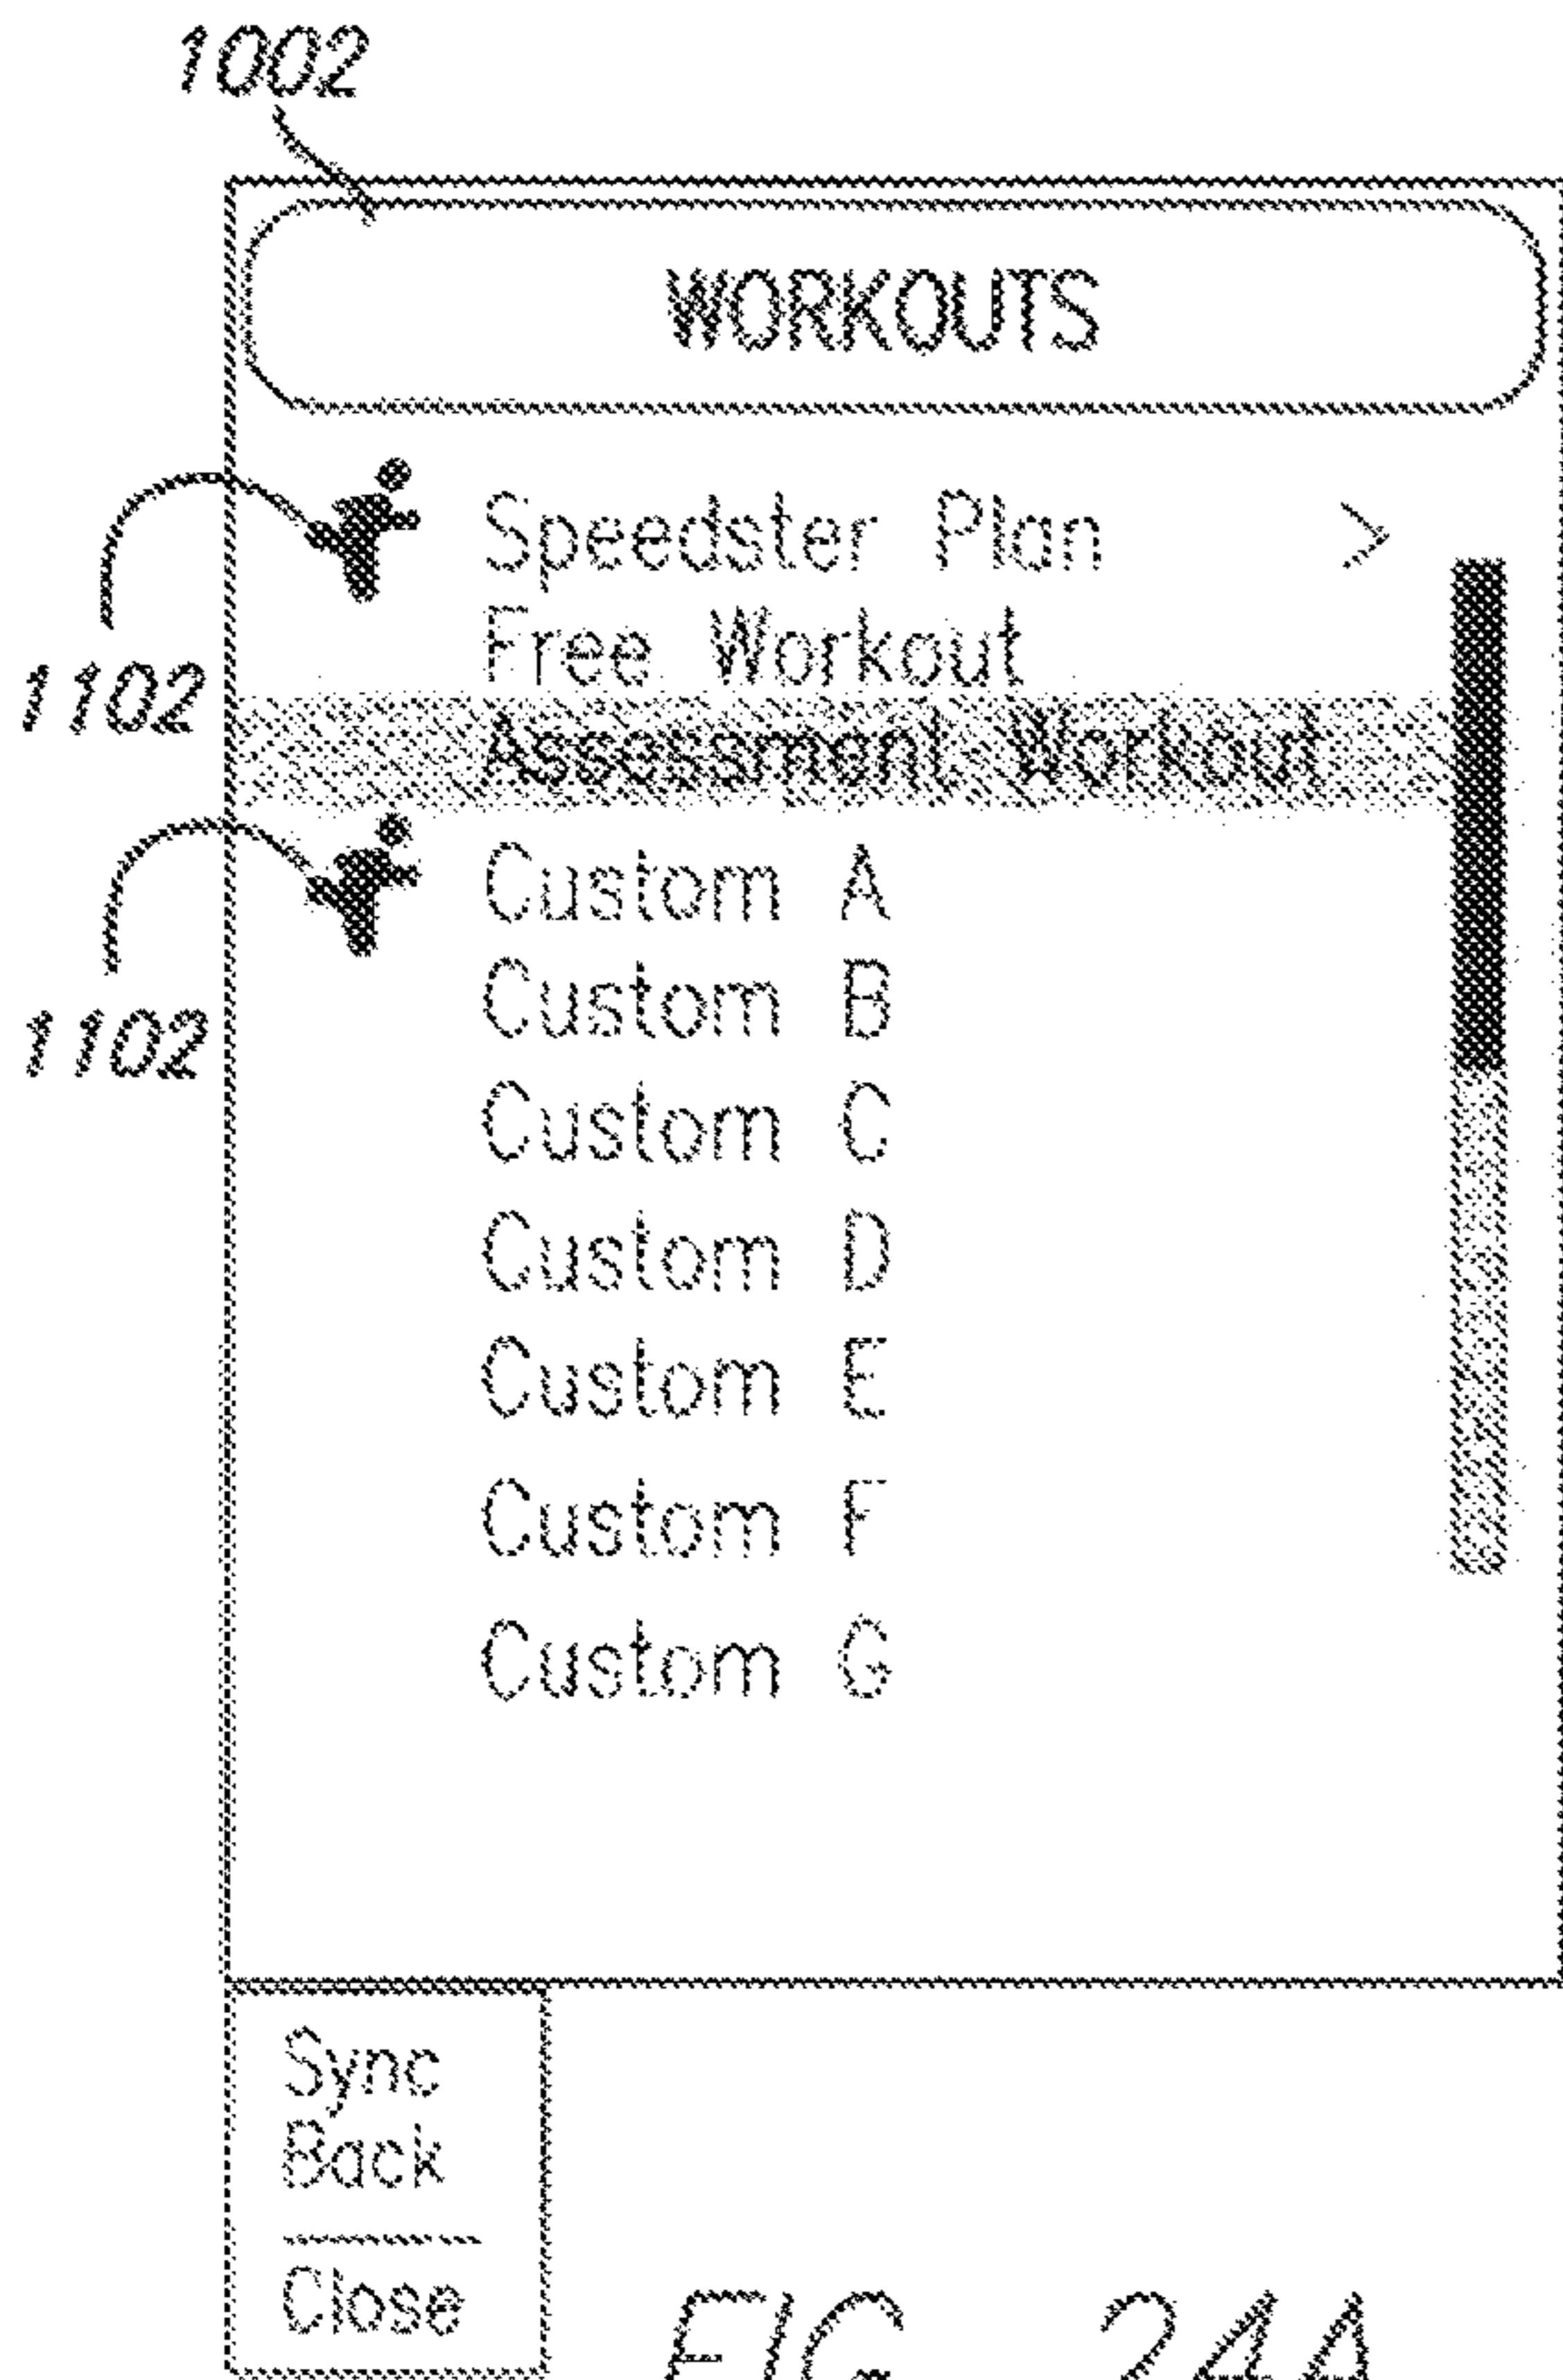 1002
WORKOUTS
Speedster Plan >
Free Workout
1102
Assessment Workout
Custom A
Custom B
1102
Custom C
Custom D
Custom E
Custom F
Custom G
Sync
Back
Close
FIG. 24A